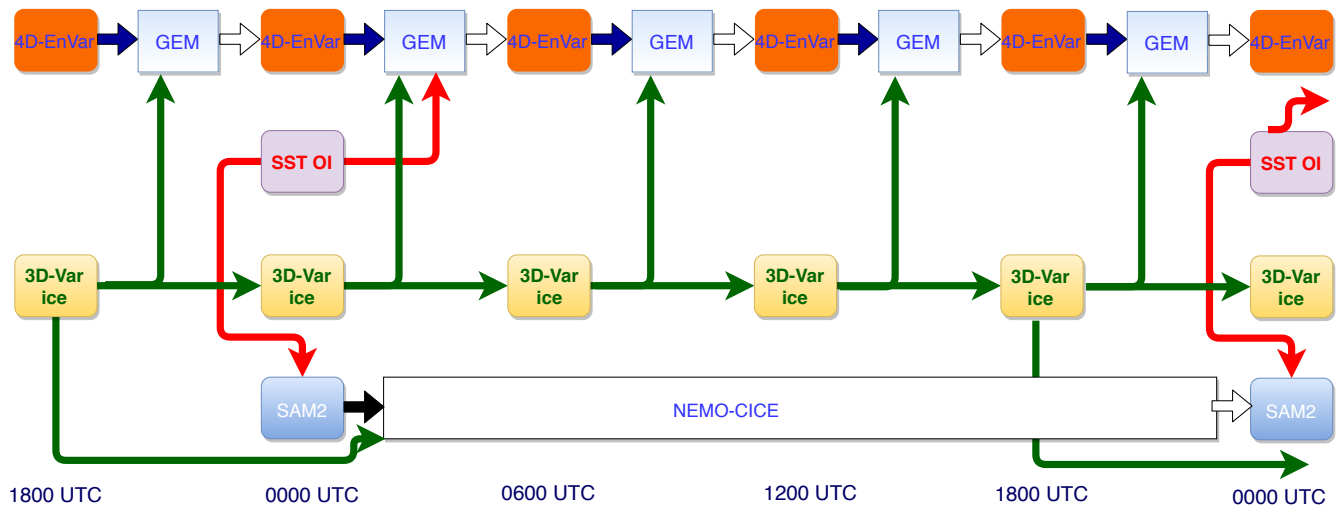 4D-EnVar GEM 4D-EnVar GEM 4D-EnVar GEM 4D-EnVar GEM 4D-EnVar GEM 4D-EnVar
SST OI SST OI
3D-Var 3D-Var 3D-Var 3D-Var 3D-Var 3D-Var
ice ice ice ice ice ice
SAM2 NEMO-CICE SAM2
1800 UTC 0000 UTC 0600 UTC 1200 UTC 1800 UTC 0000 UTC